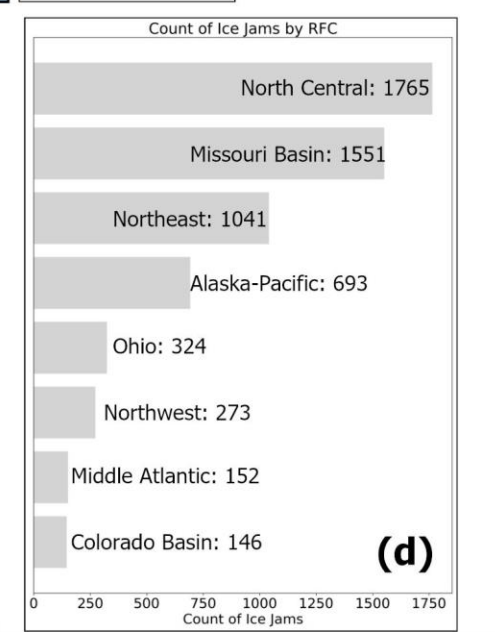 Count of Ice Jams by RFC
North Central: 1765
Missouri Basin: 1551
Northeast: 1041
Alaska-Pacific: 693
Ohio: 324
Northwest: 273
Middle Atlantic: 152
Colorado Basin: 146
(d)
0 250 500 750 1000 1250 1500 1750
Count of Ice Jams